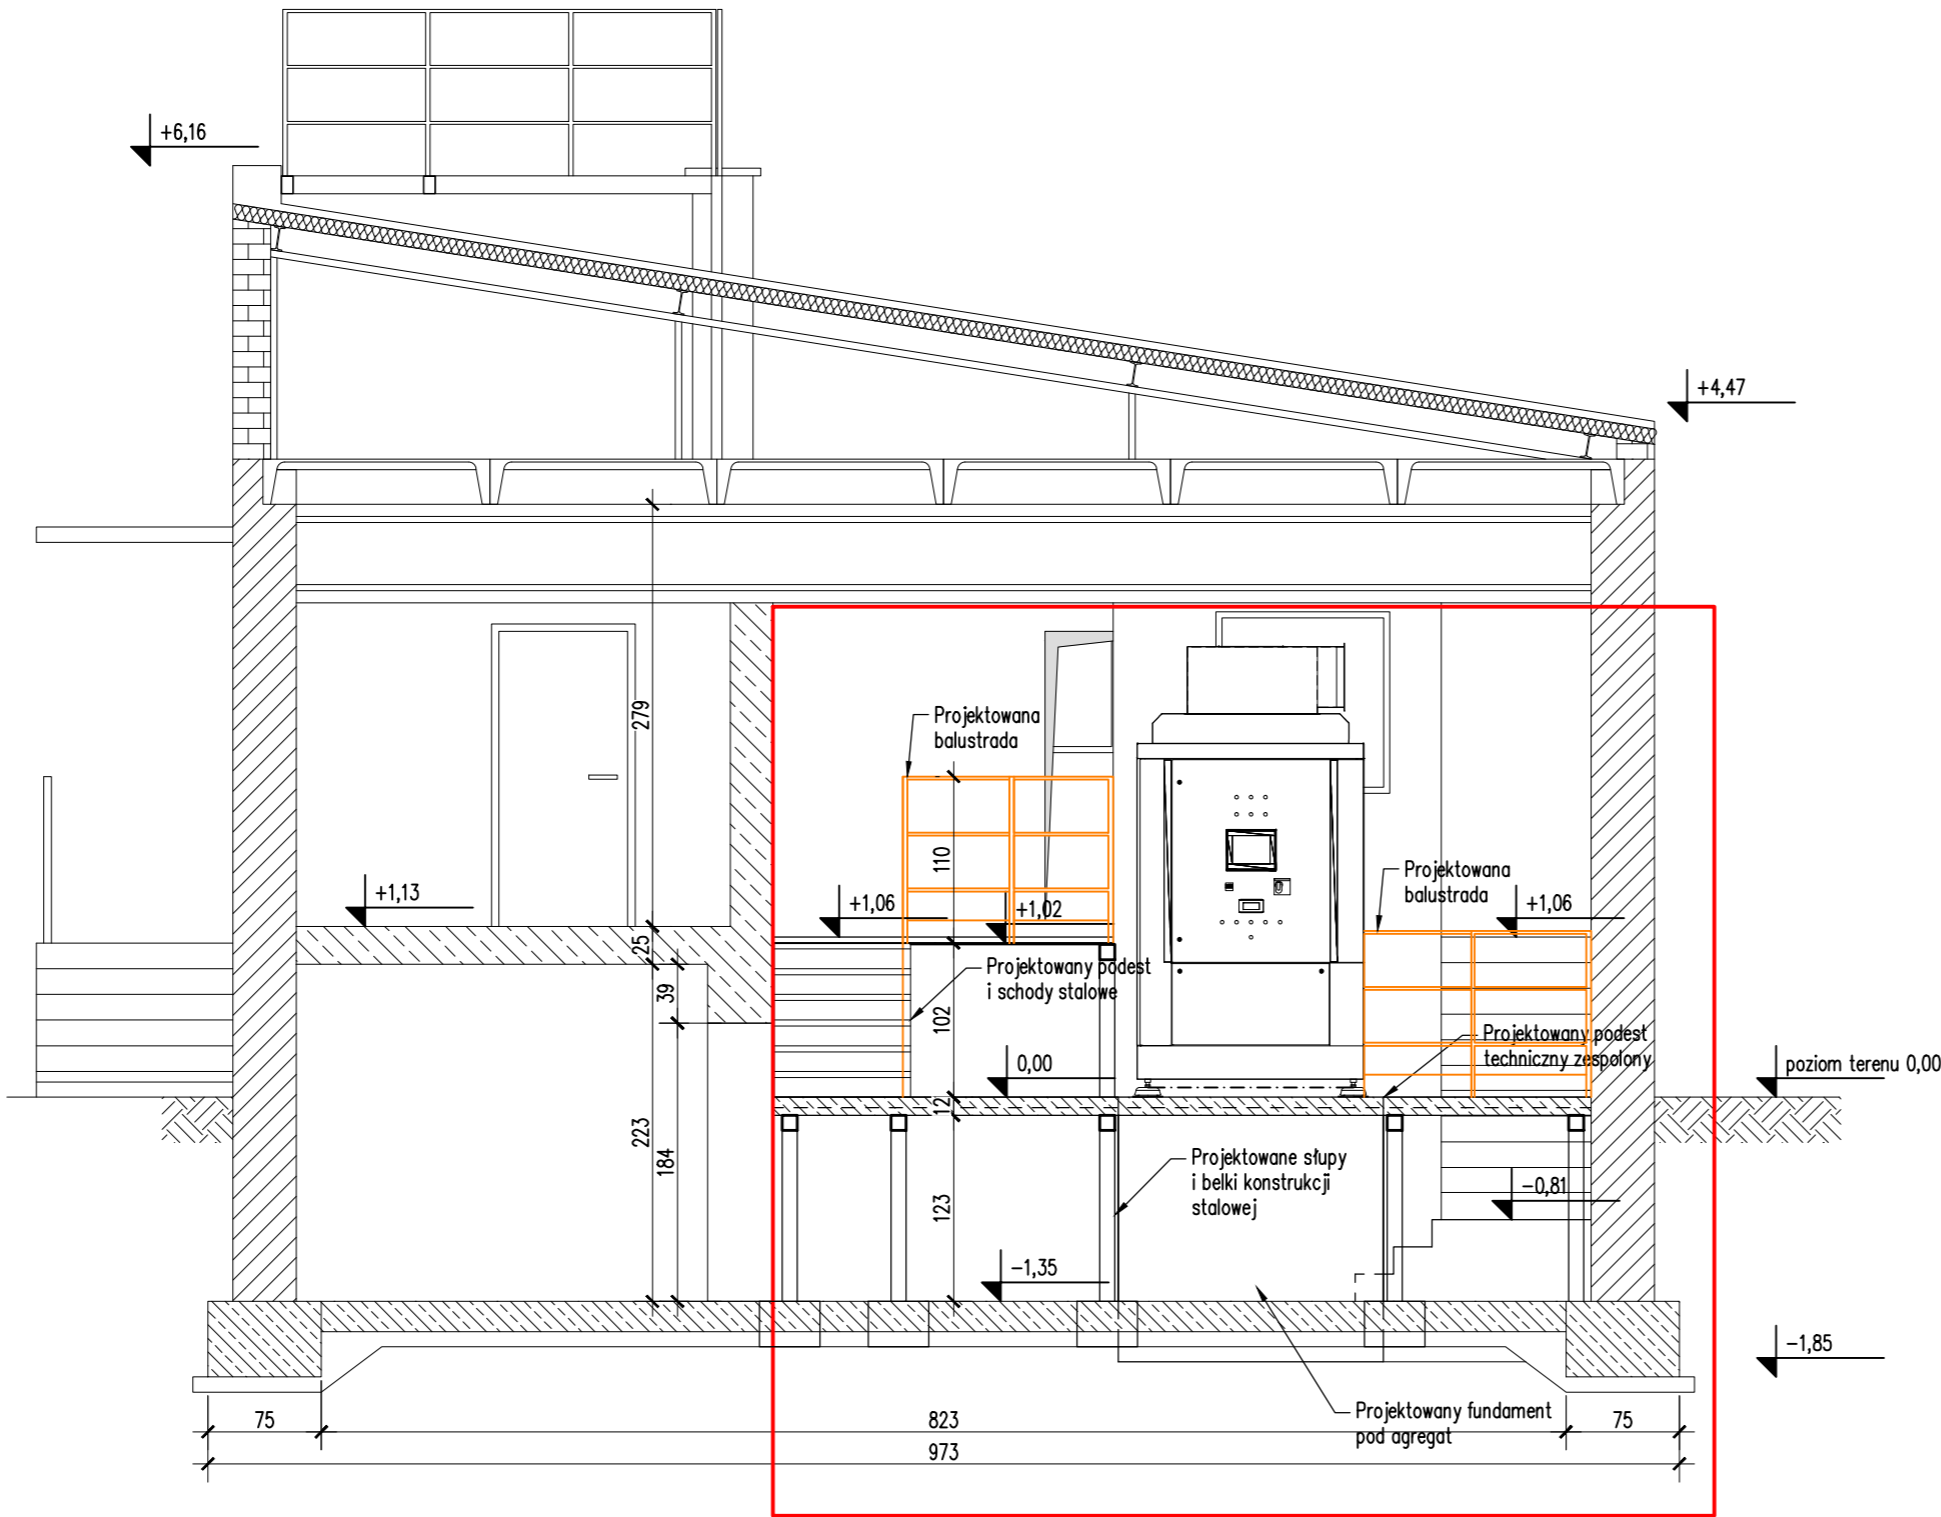 +6,16
+4,47
279
Projektowana
balustrada
110
Projektowana
balustrada
+1,13
+1,06
+1,02
+1,06
25
39
Projektowany podest
i schody stalowe
102
Projektowany podest
techniczny zespolony
0,00
poziom terenu 0,00
12
223
184
123
Projektowane słupy
i belki konstrukcji
stalowej
-0,81
-1,35
-1,85
75
823
75
Projektowany fundament
pod agregat
973